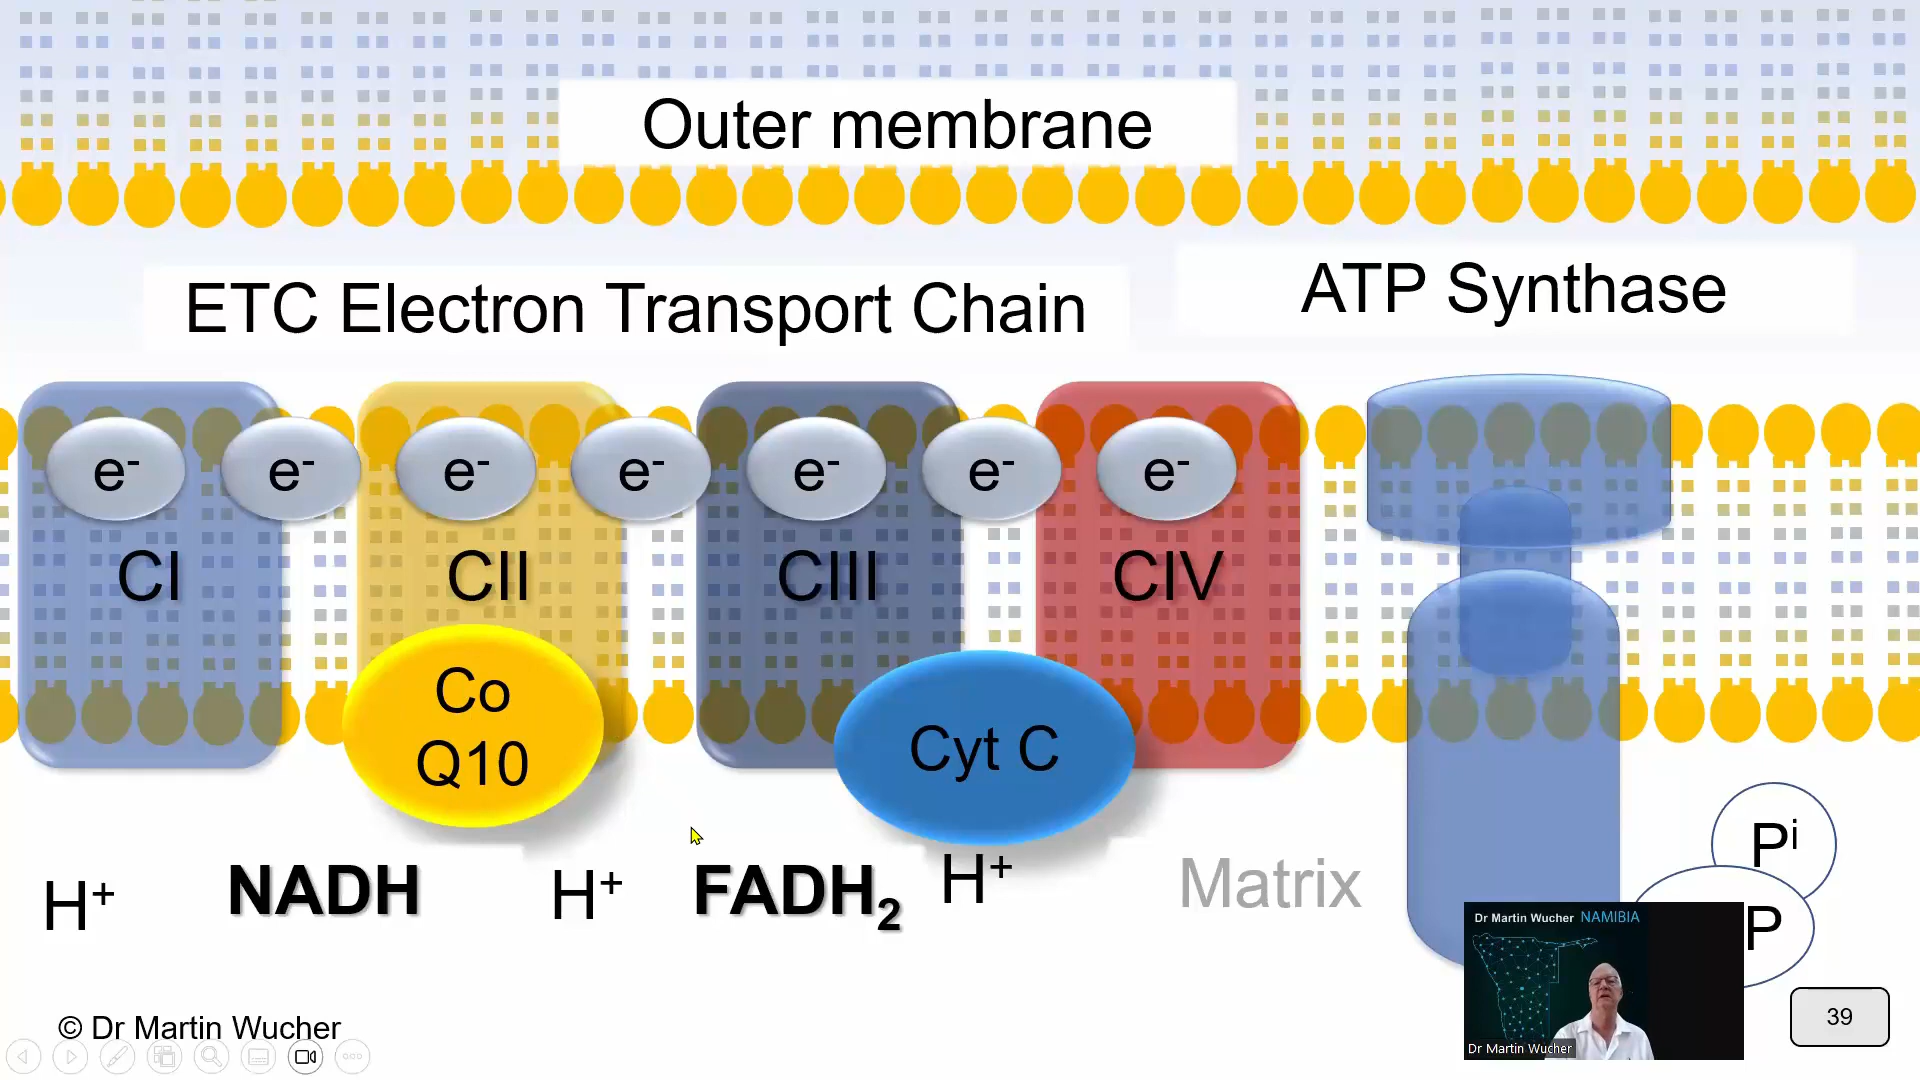 Outer membrane
ETC Electron Transport Chain
ATP Synthase
e- e- e- e- e- e- e-
CI CII CIII CIV
Co
Q10
Cyt C
H+ NADH H+ FADH2 H+ Matrix
Pi
P
Dr Martin Wucher NAMIBIA
Dr Martin Wucher
© Dr Martin Wucher
39